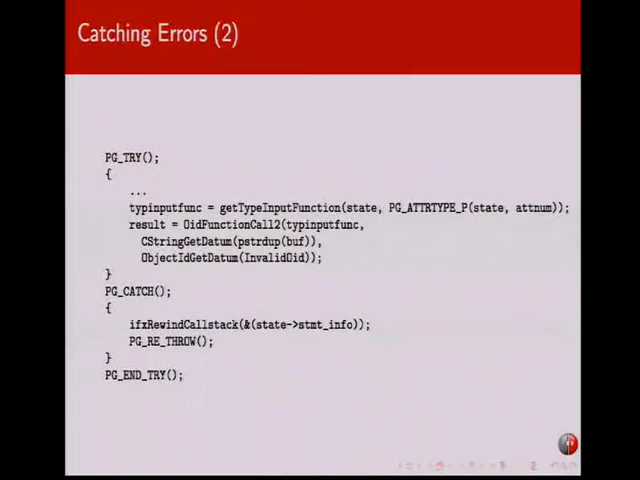 Catching Errors (2)
PG_TRY();
{
...
typinputfunc = getTypeInputFunction(state, PG_ATTRTYPE_P(state, attnum));
result = OidFunctionCall2(typinputfunc,
CStringGetDatum(pstrdup(buf)),
ObjectIdGetDatum(InvalidOid));
}
PG_CATCH();
{
ifxRewindCallstack(&(state->stmt_info));
PG_RE_THROW();
}
PG_END_TRY();